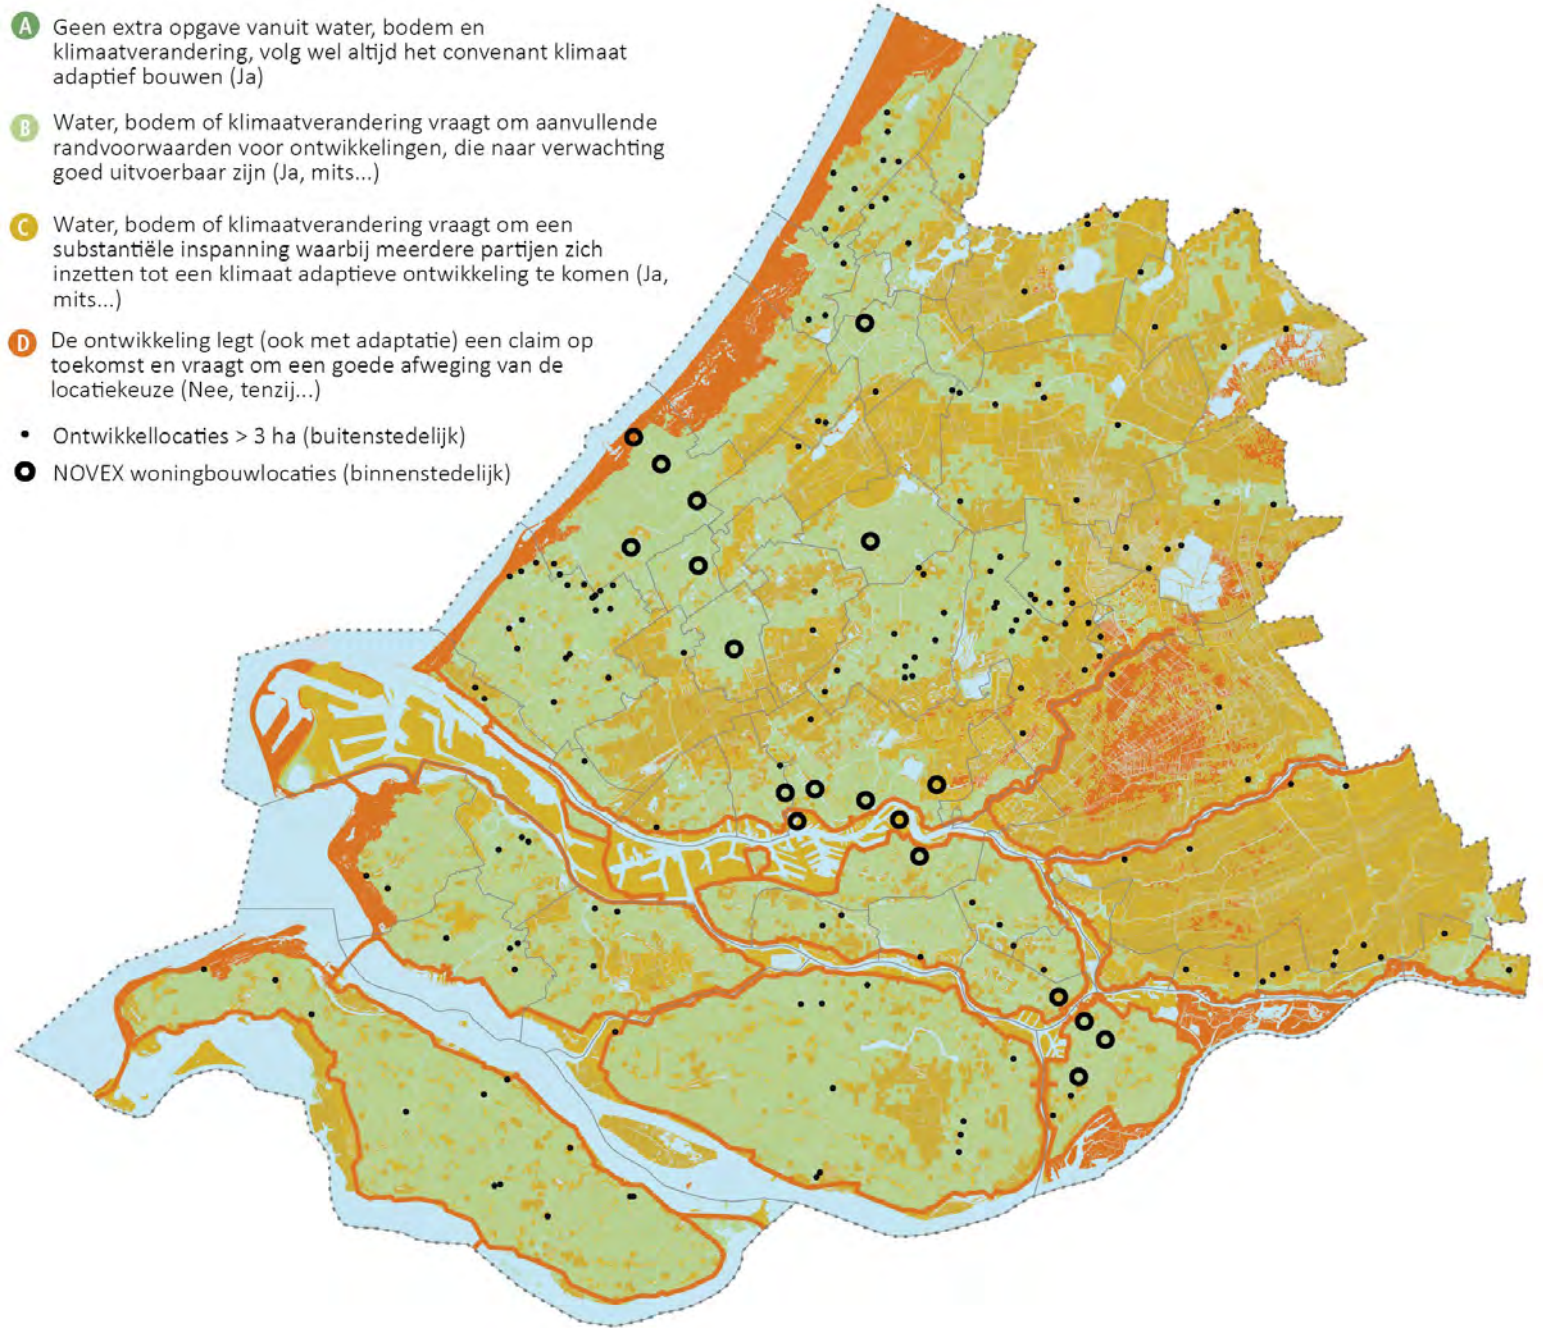 A Geen extra opgave vanuit water, bodem en
klimaatverandering, volg wel altijd het convenant klimaat
adaptief bouwen (Ja)
B Water, bodem of klimaatverandering vraagt om aanvullende
randvoorwaarden voor ontwikkelingen, die naar verwachting
goed uitvoerbaar zijn (Ja, mits...)
C Water, bodem of klimaatverandering vraagt om een
substantiële inspanning waarbij meerdere partijen zich
inzetten tot een klimaat adaptieve ontwikkeling te komen (Ja,
mits...)
D De ontwikkeling legt (ook met adaptatie) een claim op
toekomst en vraagt om een goede afweging van de
locatiekeuze (Nee, tenzij...)
Ontwikkellocaties > 3 ha (buitenstedelijk)
NOVEX woningbouwlocaties (binnenstedelijk)